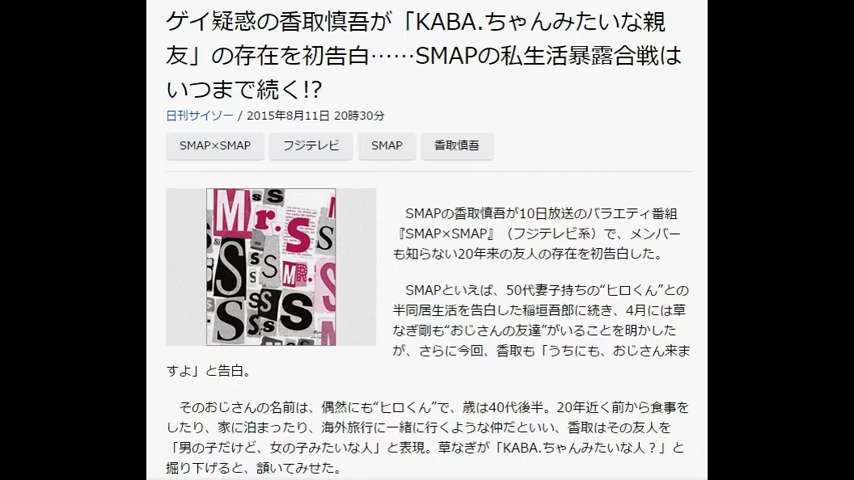 ゲイ疑惑の香取慎吾が「KABA.ちゃんみたいな親
友」の存在を初告白……SMAPの私生活暴露合戦は
いつまで続く!?
日刊サイゾー / 2015年8月11日 20時30分
SMAP×SMAP フジテレビ SMAP 香取慎吾
Mr.S
MR.
SMAPの香取慎吾が10日放送のバラエティ番組
『SMAP×SMAP』（フジテレビ系）で、メンバー
も知らない20年来の友人の存在を初告白した。
SMAPといえば、50代妻子持ちの“ヒロくん”との
半同居生活を告白した稲垣吾郎に続き、4月には草
なぎ剛も“おじさんの友達”がいることを明かした
が、さらに今回、香取も「うちにも、おじさん来ま
すよ」と告白。
そのおじさんの名前は、偶然にも“ヒロくん”で、歳は40代後半。20年近く前から食事を
したり、家に泊まったり、海外旅行に一緒に行くような仲だといい、香取はその友人を
「男の子だけど、女の子みたいな人」と表現。草なぎが「KABA.ちゃんみたいな人？」と
掘り下げると、頷いてみせた。